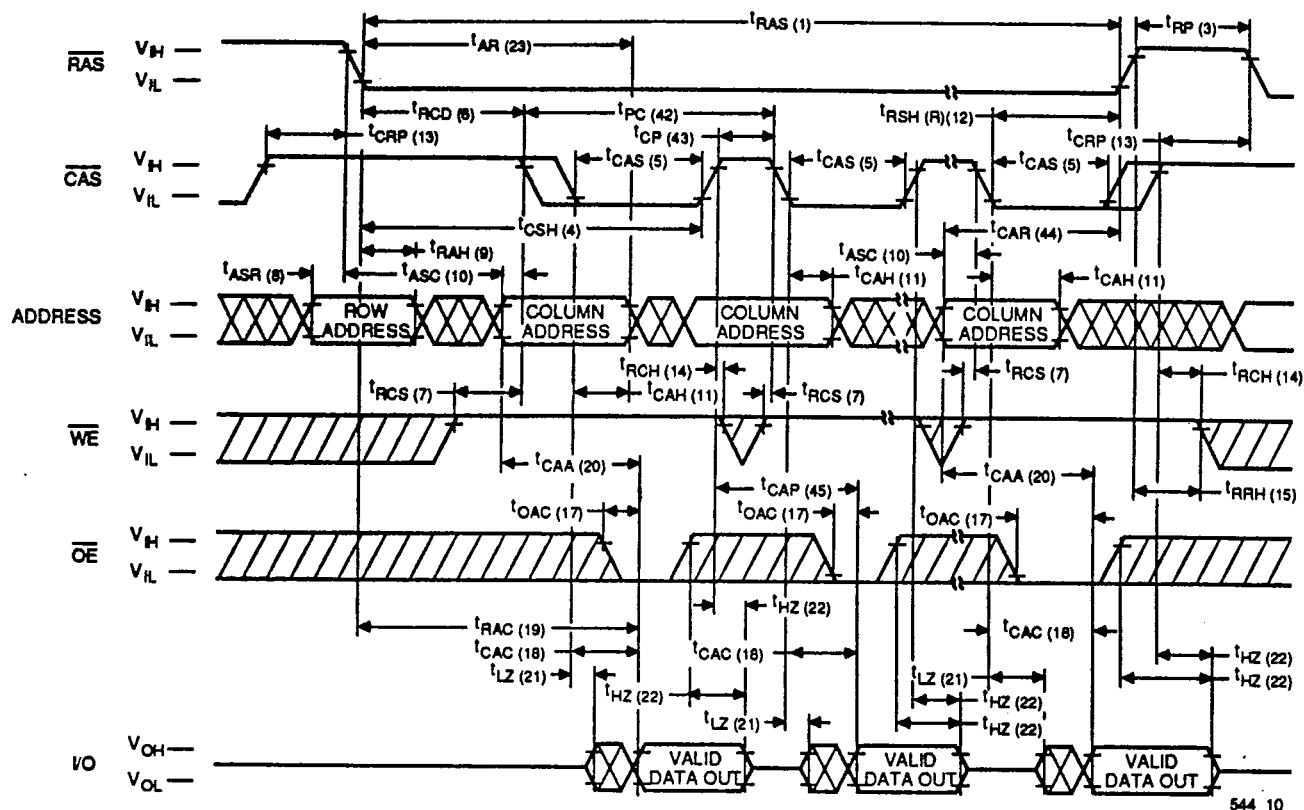 tRAS (1)
tRP (3)
tAR (23)
RAS VIH
VIL
tRCD (6) tPC (42) tRSH (R)(12)
tCRP (13) tCP (43) tCRP (13)
CAS VIH
VIL
tCAS (5) tCAS (5) tCAS (5)
tCSH (4) tCAR (44)
tRAH (9) tASC (10)
tASR (8) tASC (10) tCAH (11) tCAH (11)
ADDRESS VIH
VIL
ROW ADDRESS
COLUMN ADDRESS
COLUMN ADDRESS
COLUMN ADDRESS
tRCH (14) tRCS (7) tRCH (14)
tRCS (7) tCAH (11) tRCS (7)
WE VIH
VIL
tCAA (20) tCAA (20)
tCAP (45) tRRH (15)
tOAC (17) tOAC (17) tOAC (17)
OE VIH
VIL
tHZ (22)
tRAC (19) tCAC (18)
tCAC (18) tCAC (18) tHZ (22)
tLZ (21) tLZ (21) tHZ (22)
tHZ (22) tHZ (22)
tLZ (21) tHZ (22)
I/O VOH
VOL
VALID DATA OUT
VALID DATA OUT
VALID DATA OUT
544 10